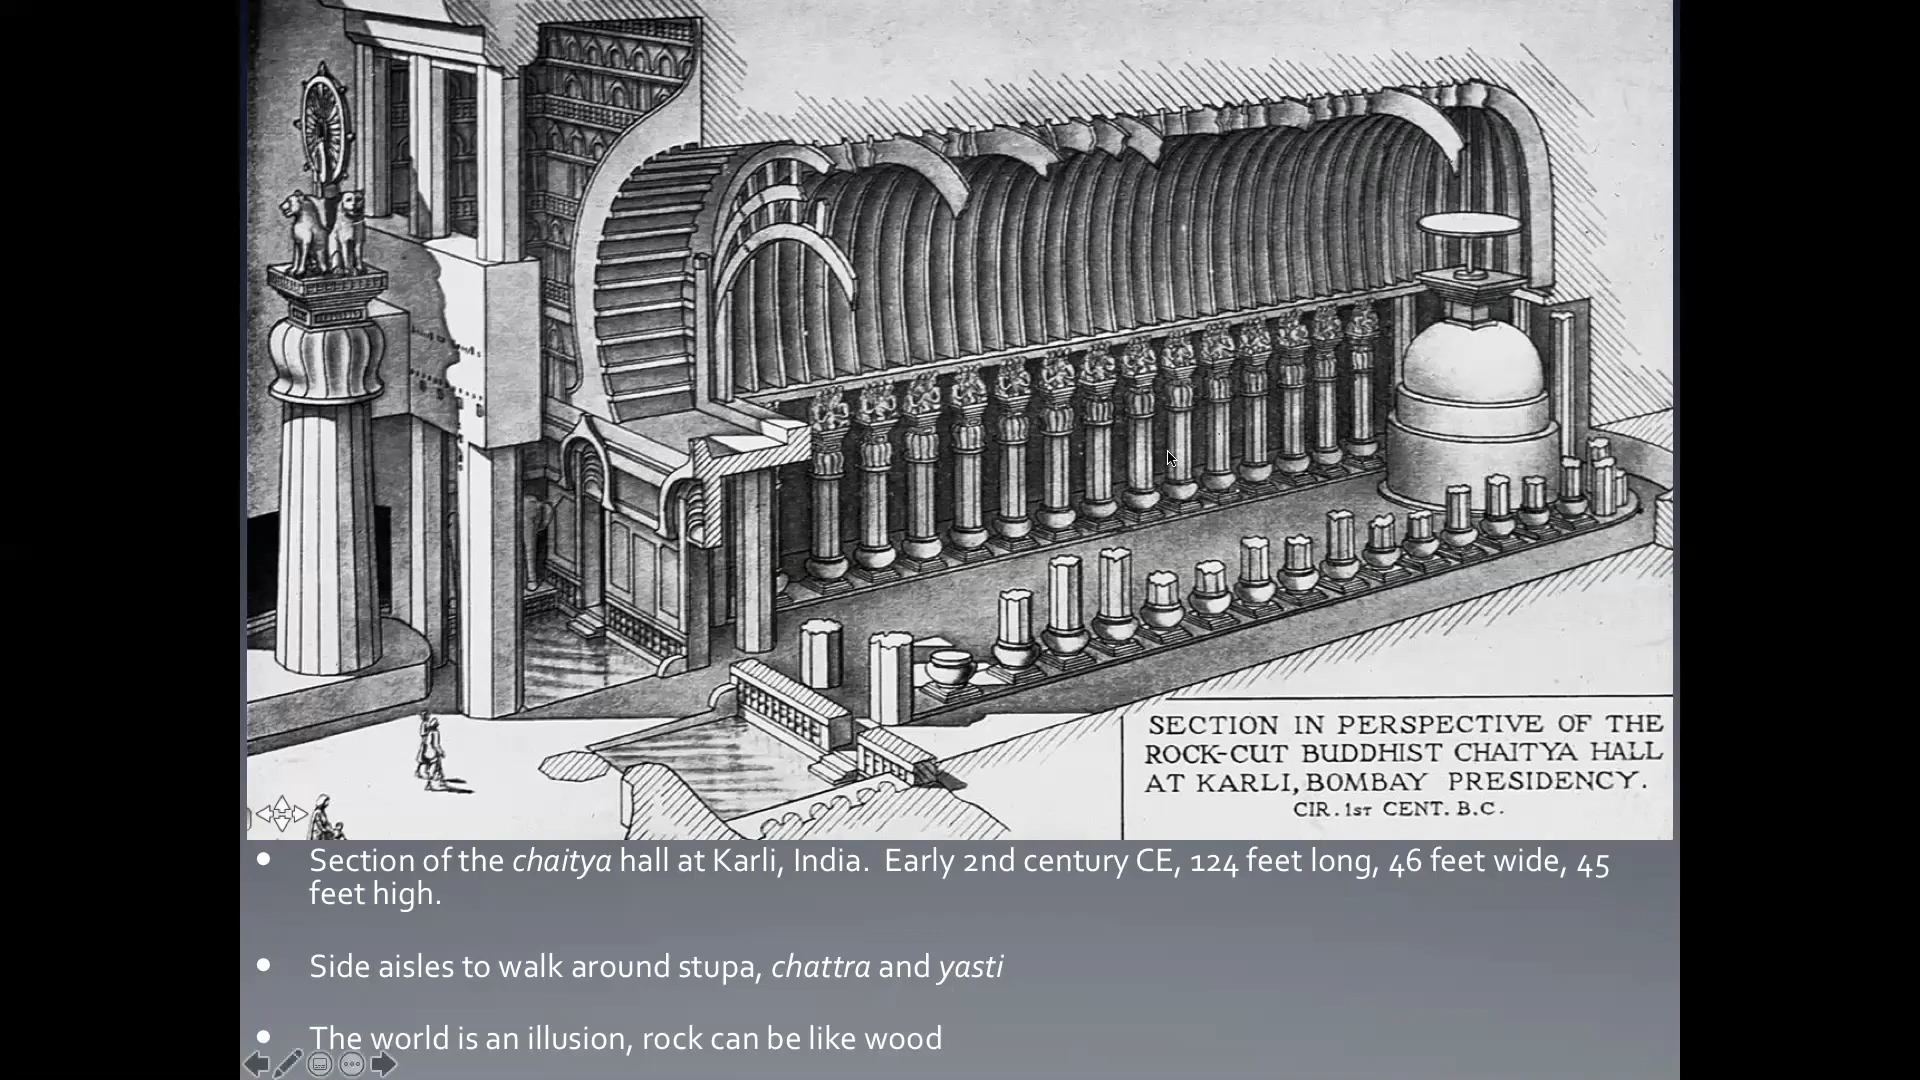 SECTION IN PERSPECTIVE OF THE
ROCK-CUT BUDDHIST CHAITYA HALL
AT KARLI, BOMBAY PRESIDENCY.
CIR. 1ST CENT. B.C.
• Section of the chaitya hall at Karli, India. Early 2nd century CE, 124 feet long, 46 feet wide, 45
feet high.
• Side aisles to walk around stupa, chattra and yasti
• The world is an illusion, rock can be like wood